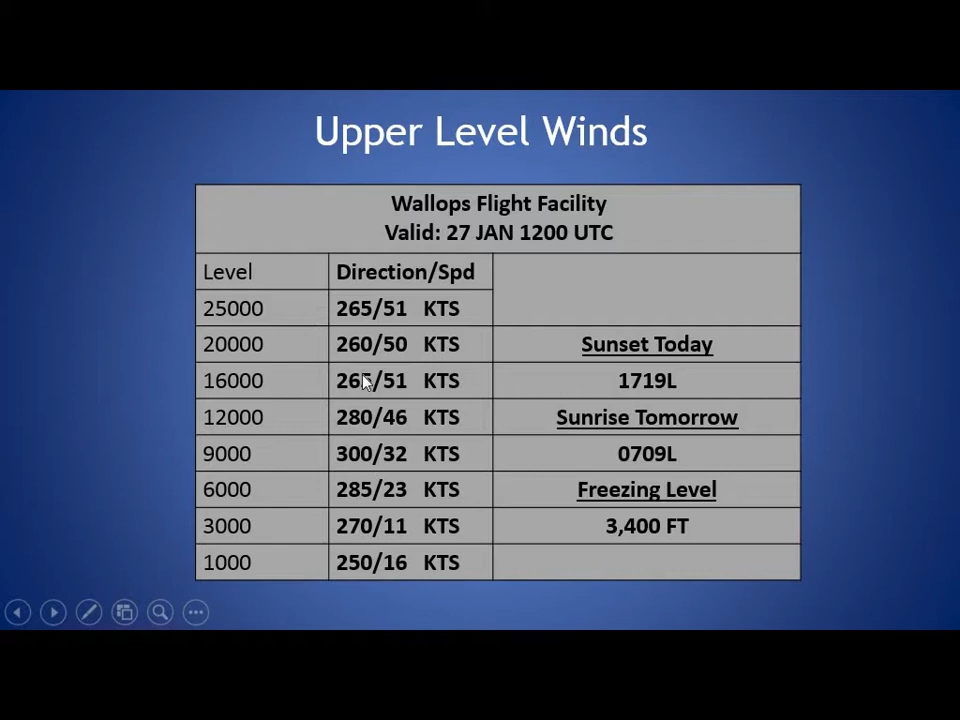 Upper Level Winds
Wallops Flight Facility
Valid: 27 JAN 1200 UTC
Level Direction/Spd
25000 265/51 KTS
20000 260/50 KTS Sunset Today
16000 265/51 KTS 1719L
12000 280/46 KTS Sunrise Tomorrow
9000 300/32 KTS 0709L
6000 285/23 KTS Freezing Level
3000 270/11 KTS 3,400 FT
1000 250/16 KTS